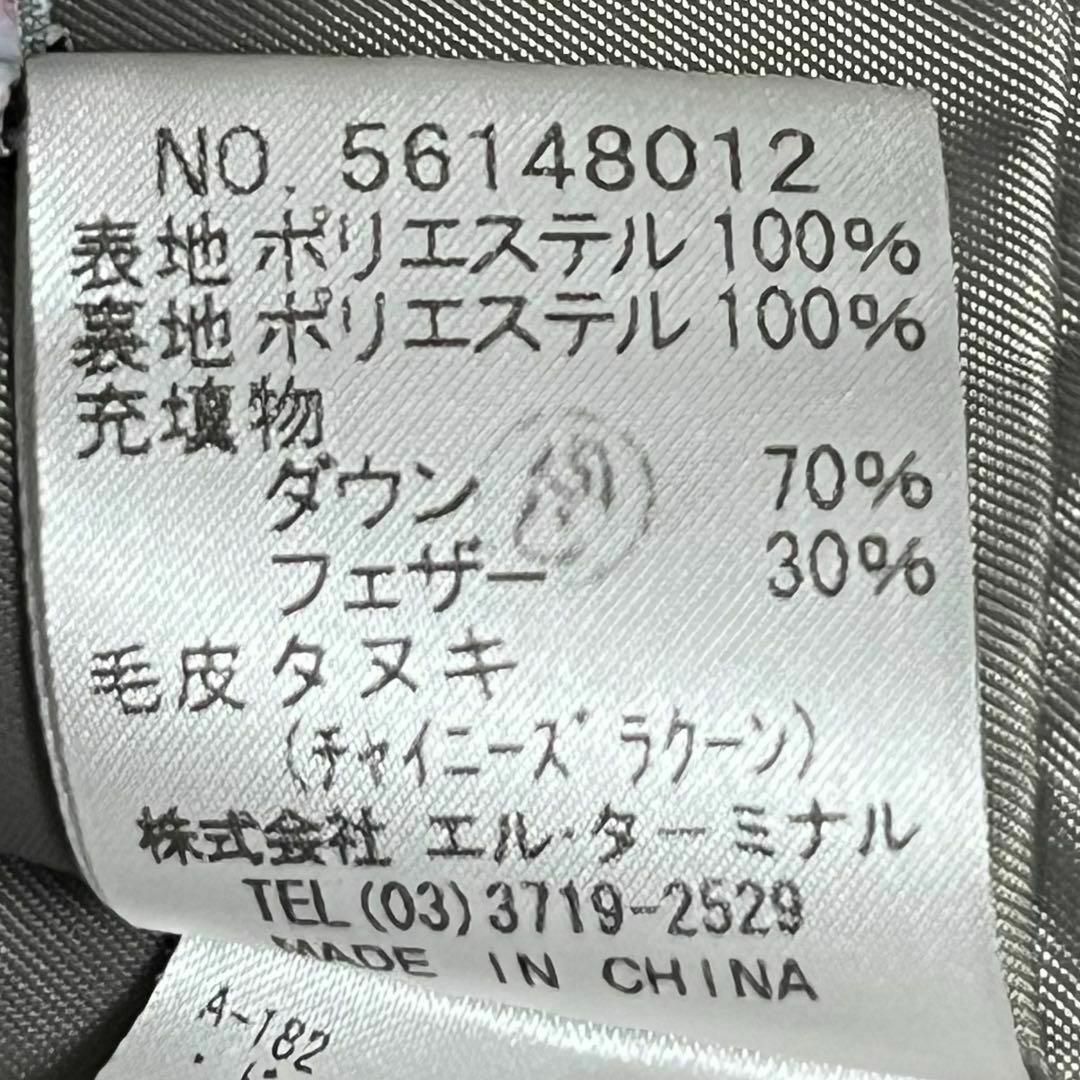 NO. 56148012
表地 ポリエステル 100%
裏地 ポリエステル 100%
充填物
ダウン 70%
フェザー 30%
毛皮 タヌキ
(チャイニーズ ラクーン)
株式会社 エル・ターミナル
TEL (03) 3719-2529
MADE IN CHINA
A-182